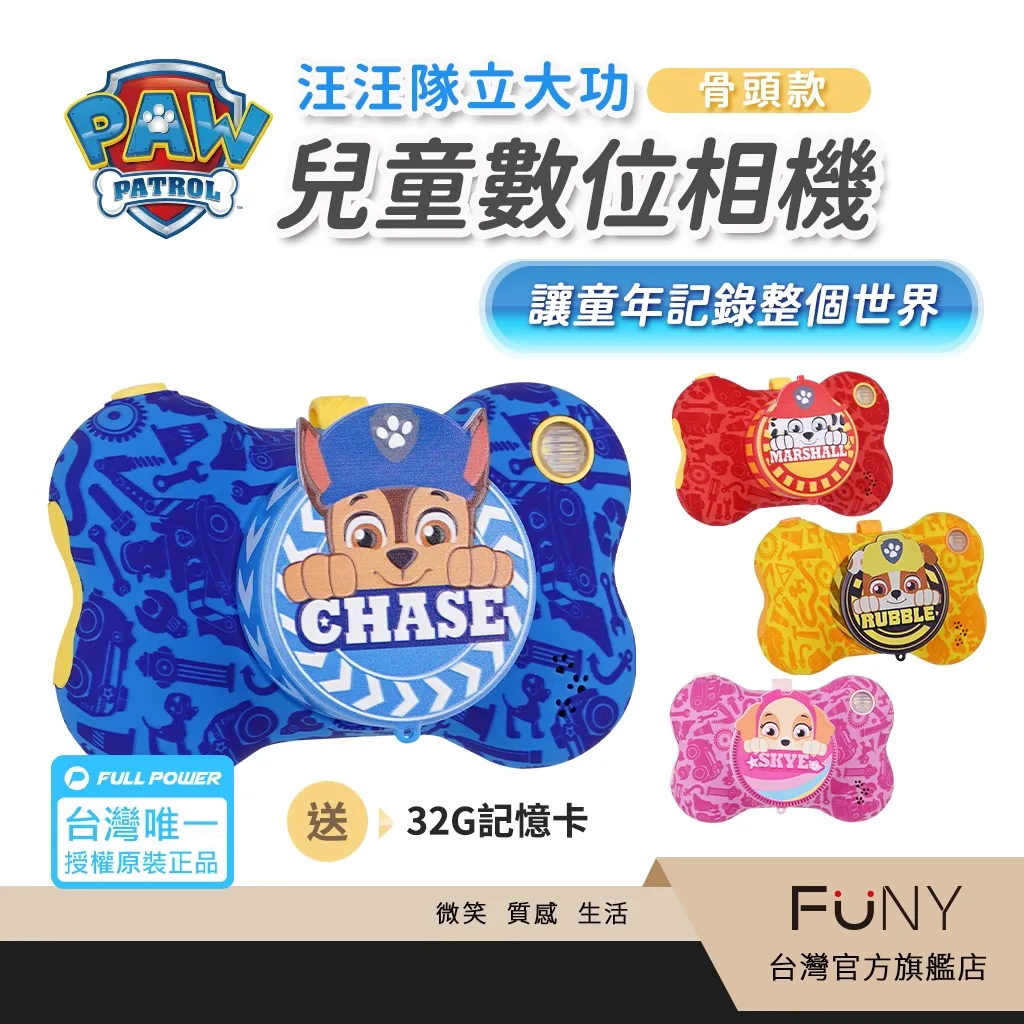 PAW
PATROL
TM
汪汪隊立大功
骨頭款
兒童數位相機
讓童年記錄整個世界
CHASE
MARSHALL
RUBBLE
SKYE
FULL POWER
台灣唯一
授權原裝正品
送
32G記憶卡
微笑 質感 生活
FUNY
台灣官方旗艦店